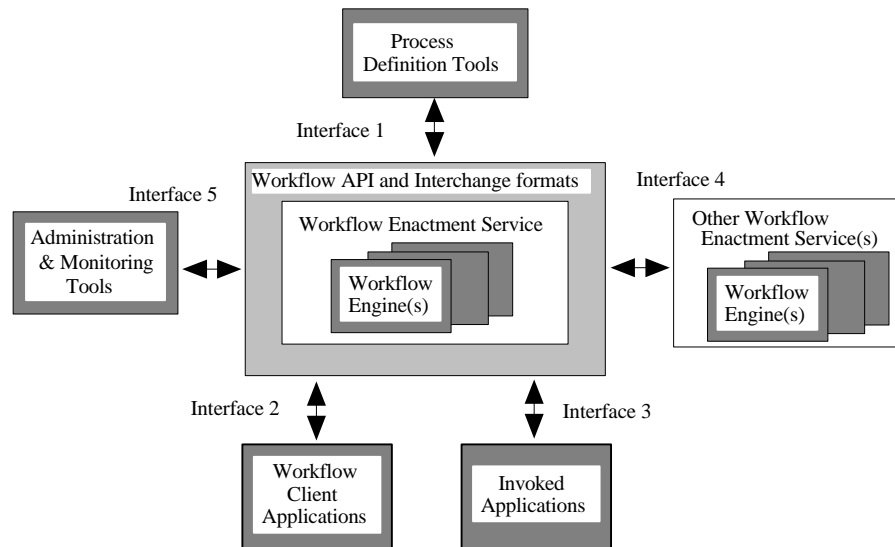 Process
Definition Tools
Interface 1
Workflow API and Interchange formats
Interface 5
Interface 4
Workflow Enactment Service
Workflow
Engine(s)
Administration
& Monitoring
Tools
Other Workflow
Enactment Service(s)
Workflow
Engine(s)
Interface 2
Interface 3
Workflow
Client
Applications
Invoked
Applications